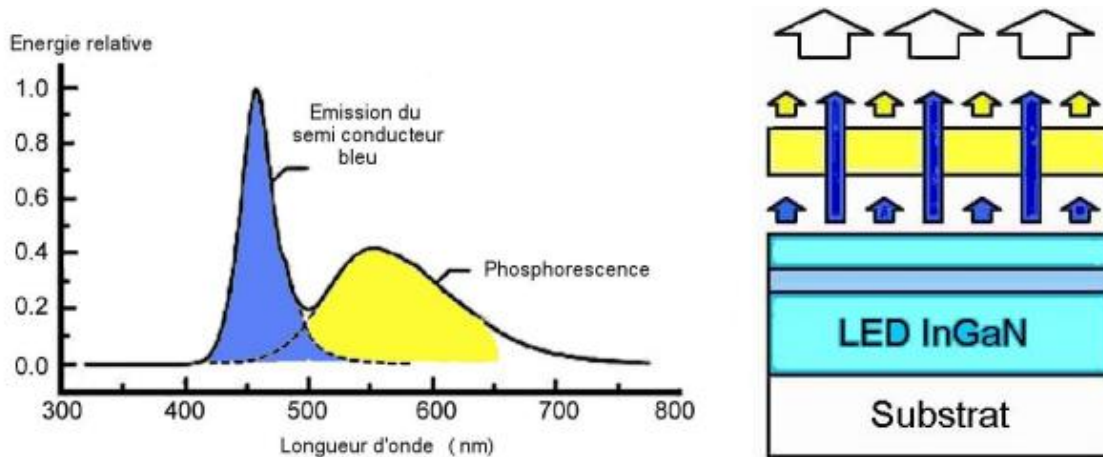 Energie relative
1.0
0.8
0.6
0.4
0.2
0.0
Emission du
semi conducteur
bleu
Phosphorescence
300
400
500
600
700
800
Longueur d'onde ( nm)
LED InGaN
Substrat